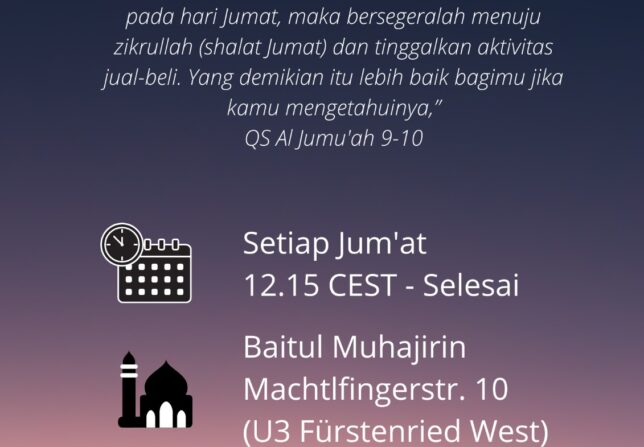 pada hari Jumat, maka bersegeralah menuju
zikrullah (shalat Jumat) dan tinggalkan aktivitas
jual-beli. Yang demikian itu lebih baik bagimu jika
kamu mengetahuinya,”
QS Al Jumu'ah 9-10
Setiap Jum'at
12.15 CEST - Selesai
Baitul Muhajirin
Machtlfingerstr. 10
(U3 Fürstenried West)